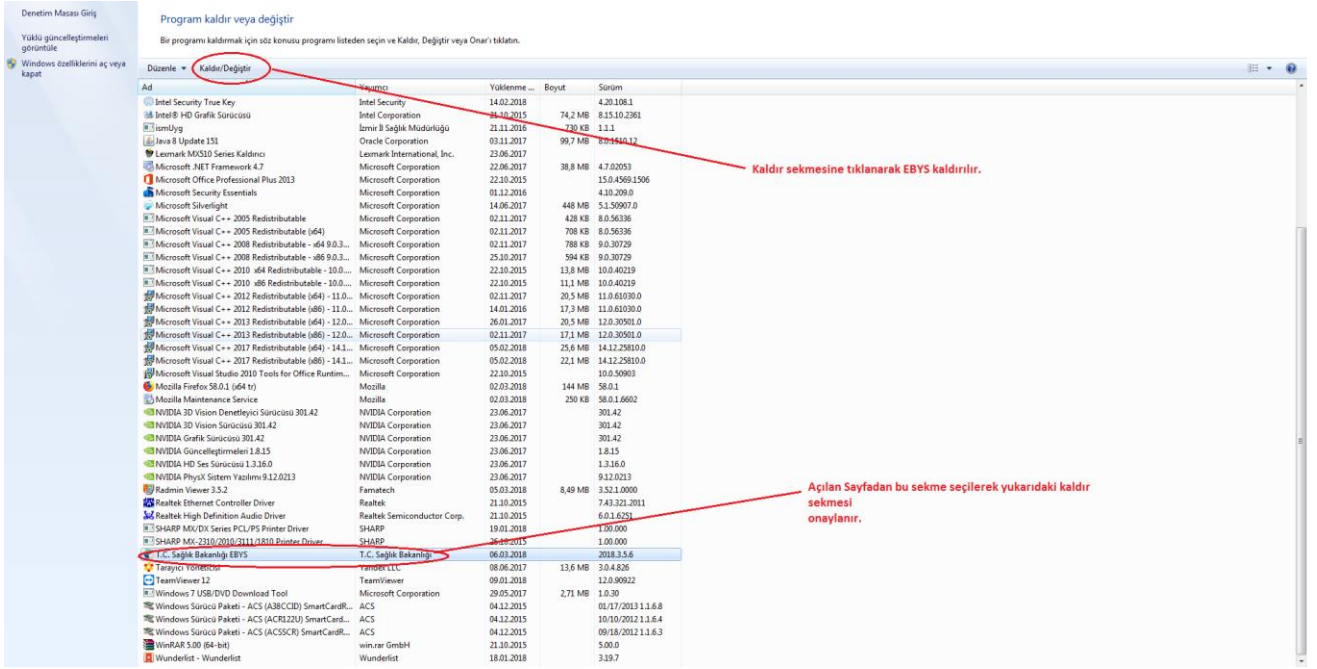 Denetim Masası Giriş
Yüklü güncelleştirmeleri
görüntüle
Windows özelliklerini aç veya
kapat
Program kaldır veya değiştir
Bir programı kaldırmak için söz konusu programı listeden seçin ve Kaldır, Değiştir veya Onar'ı tıklatın.
Düzenle Kaldır/Değiştir
Ad Yayımcı Yüklenme ... Boyut Sürüm
Intel Security True Key Intel Security 14.02.2018 4.20.108.1
Intel® HD Grafik Sürücüsü Intel Corporation 21.10.2015 74,2 MB 8.15.10.2361
ismUyg İzmir İl Sağlık Müdürlüğü 21.11.2016 730 KB 1.1.1
Java 8 Update 151 Oracle Corporation 03.11.2017 99,7 MB 8.0.1510.12
Lexmark MX510 Series Kaldırıcı Lexmark International, Inc. 23.06.2017
Microsoft .NET Framework 4.7 Microsoft Corporation 22.06.2017 38,8 MB 4.7.02053
Microsoft Office Professional Plus 2013 Microsoft Corporation 22.10.2015 15.0.4569.1506
Microsoft Security Essentials Microsoft Corporation 01.12.2016 4.10.209.0
Microsoft Silverlight Microsoft Corporation 14.06.2017 448 MB 5.1.50907.0
Microsoft Visual C++ 2005 Redistributable Microsoft Corporation 02.11.2017 428 KB 8.0.56336
Microsoft Visual C++ 2005 Redistributable (x64) Microsoft Corporation 02.11.2017 708 KB 8.0.56336
Microsoft Visual C++ 2008 Redistributable - x64 9.0.3... Microsoft Corporation 02.11.2017 788 KB 9.0.30729
Microsoft Visual C++ 2008 Redistributable - x86 9.0.3... Microsoft Corporation 25.10.2017 594 KB 9.0.30729
Microsoft Visual C++ 2010 x64 Redistributable - 10.0.... Microsoft Corporation 22.10.2015 13,8 MB 10.0.40219
Microsoft Visual C++ 2010 x86 Redistributable - 10.0.... Microsoft Corporation 22.10.2015 11,1 MB 10.0.40219
Microsoft Visual C++ 2012 Redistributable (x64) - 11.0... Microsoft Corporation 02.11.2017 20,5 MB 11.0.61030.0
Microsoft Visual C++ 2012 Redistributable (x86) - 11.0... Microsoft Corporation 14.01.2016 17,3 MB 11.0.61030.0
Microsoft Visual C++ 2013 Redistributable (x64) - 12.0... Microsoft Corporation 26.01.2017 20,5 MB 12.0.30501.0
Microsoft Visual C++ 2013 Redistributable (x86) - 12.0... Microsoft Corporation 02.11.2017 17,1 MB 12.0.30501.0
Microsoft Visual C++ 2017 Redistributable (x64) - 14.1... Microsoft Corporation 05.02.2018 25,6 MB 14.12.25810.0
Microsoft Visual C++ 2017 Redistributable (x86) - 14.1... Microsoft Corporation 05.02.2018 22,1 MB 14.12.25810.0
Microsoft Visual Studio 2010 Tools for Office Runtim... Microsoft Corporation 22.10.2015 10.0.50903
Mozilla Firefox 58.0.1 (x64 tr) Mozilla 02.03.2018 144 MB 58.0.1
Mozilla Maintenance Service Mozilla 02.03.2018 250 KB 58.0.1.6602
NVIDIA 3D Vision Denetleyici Sürücüsü 301.42 NVIDIA Corporation 23.06.2017 301.42
NVIDIA 3D Vision Sürücüsü 301.42 NVIDIA Corporation 23.06.2017 301.42
NVIDIA Grafik Sürücüsü 301.42 NVIDIA Corporation 23.06.2017 301.42
NVIDIA Güncelleştirmeleri 1.8.15 NVIDIA Corporation 23.06.2017 1.8.15
NVIDIA HD Ses Sürücüsü 1.3.16.0 NVIDIA Corporation 23.06.2017 1.3.16.0
NVIDIA PhysX Sistem Yazılımı 9.12.0213 NVIDIA Corporation 23.06.2017 9.12.0213
Radmin Viewer 3.5.2 Famatech 05.03.2018 8,49 MB 3.52.1.0000
Realtek Ethernet Controller Driver Realtek 21.10.2015 7.43.321.2011
Realtek High Definition Audio Driver Realtek Semiconductor Corp. 21.10.2015 6.0.1.6251
SHARP MX/DX Series PCL/PS Printer Driver SHARP 19.01.2018 1.00.000
SHARP MX-2310/2010/3111/1810 Printer Driver SHARP 26.10.2015 1.00.000
T.C. Sağlık Bakanlığı EBYS T.C. Sağlık Bakanlığı 06.03.2018 2018.3.5.6
Tarayıcı Yöneticisi Yandex LLC 08.06.2017 13,6 MB 3.0.4.826
TeamViewer 12 TeamViewer 09.01.2018 12.0.90922
Windows 7 USB/DVD Download Tool Microsoft Corporation 29.05.2017 2,71 MB 1.0.30
Windows Sürücü Paketi - ACS (A38CCID) SmartCardR... ACS 04.12.2015 01/17/2013 1.1.6.8
Windows Sürücü Paketi - ACS (ACR122U) SmartCard... ACS 04.12.2015 10/10/2012 1.1.6.4
Windows Sürücü Paketi - ACS (ACSSCR) SmartCardR... ACS 04.12.2015 09/18/2012 1.1.6.3
WinRAR 5.00 (64-bit) win.rar GmbH 21.10.2015 5.00.0
Wunderlist - Wunderlist Wunderlist 18.01.2018 3.19.7
Kaldır sekmesine tıklanarak EBYS kaldırılır.
Açılan Sayfadan bu sekme seçilerek yukarıdaki kaldır
sekmesi
onaylanır.